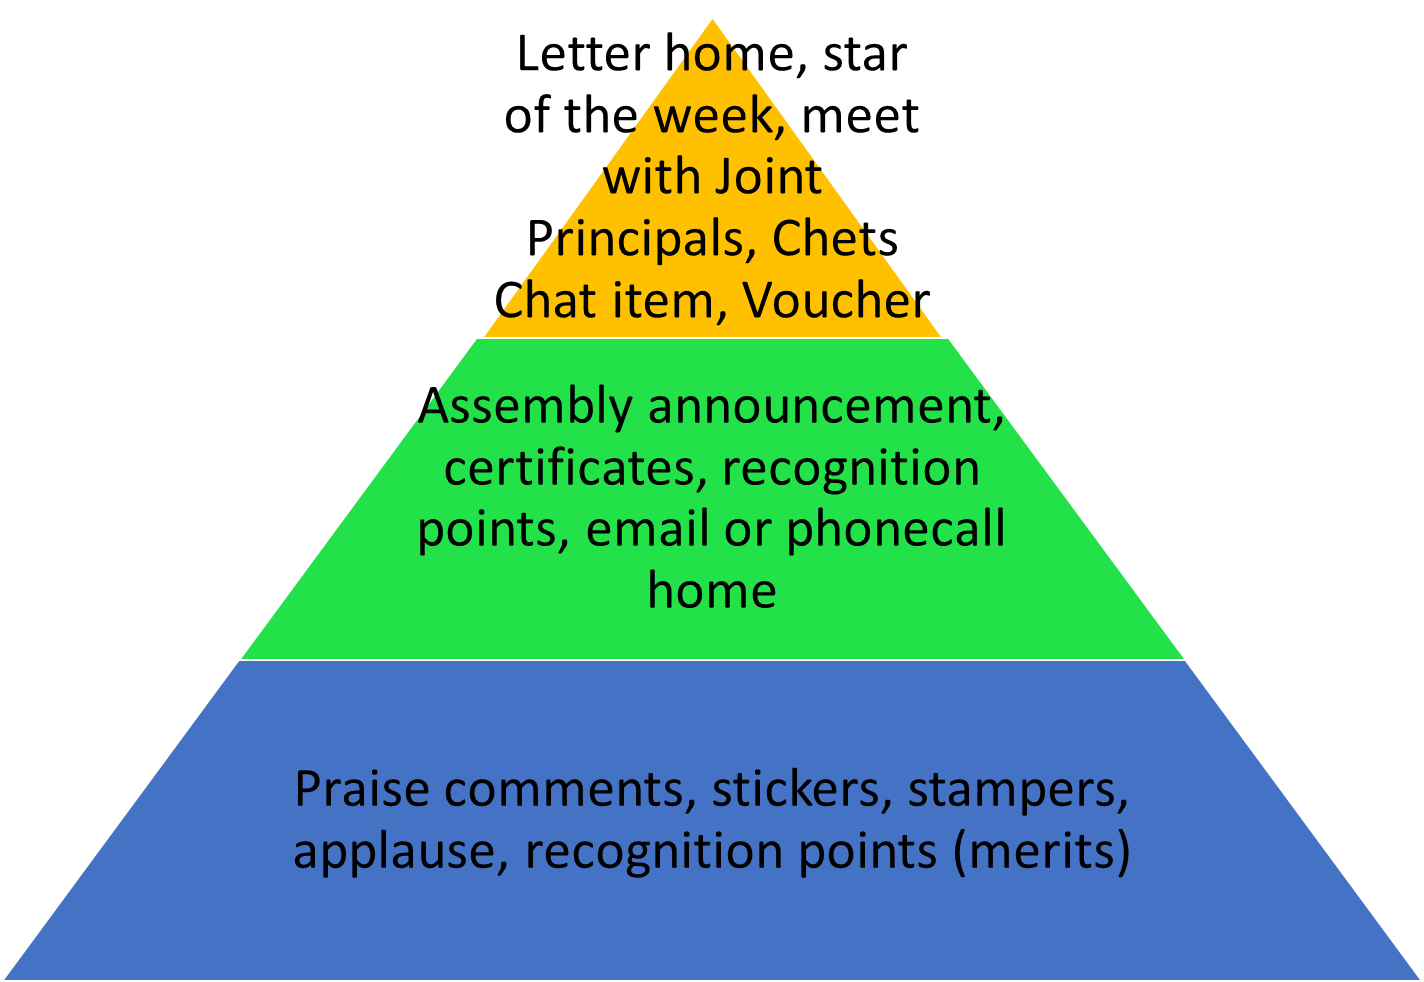 Letter home, star
of the week, meet
with Joint
Principals, Chets
Chat item, Voucher
Assembly announcement,
certificates, recognition
points, email or phonecall
home
Praise comments, stickers, stampers,
applause, recognition points (merits)